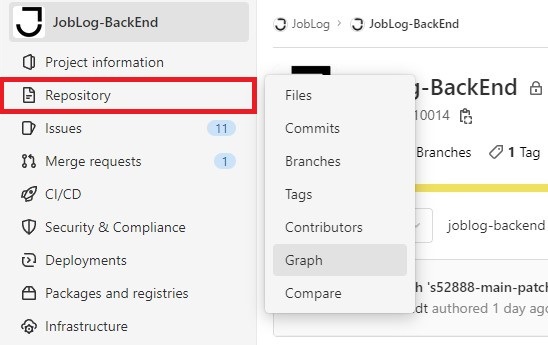 JobLog-BackEnd
Project information
Repository
Issues 11
Merge requests 1
CI/CD
Security & Compliance
Deployments
Packages and registries
Infrastructure
Files
Commits
Branches
Tags
Contributors
Graph
Compare
JobLog > JobLog-BackEnd
g-BackEnd
10014
Branches 1 Tag
joblog-backend
's52888-main-patch
authored 1 day ago